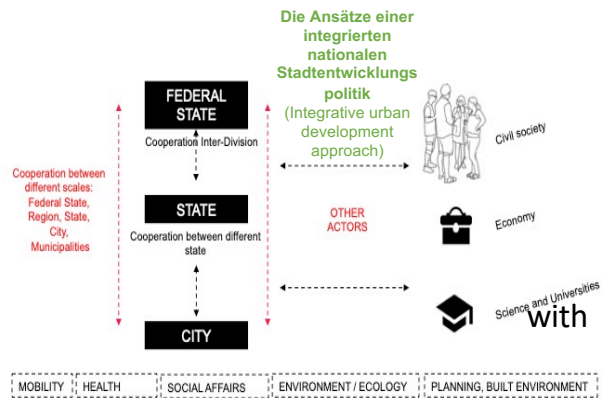 Die Ansätze einer
integrierten
nationalen
Stadtentwicklungs
politik
(Integrative urban
development
approach)
FEDERAL
STATE
Cooperation Inter-Division
Civil society
Cooperation between
different scales:
Federal State,
Region, State,
City,
Municipalities
STATE
Cooperation between different
state
OTHER
ACTORS
Economy
CITY
Science and Universities
with
MOBILITY
HEALTH
SOCIAL AFFAIRS
ENVIRONMENT / ECOLOGY
PLANNING, BUILT ENVIRONMENT